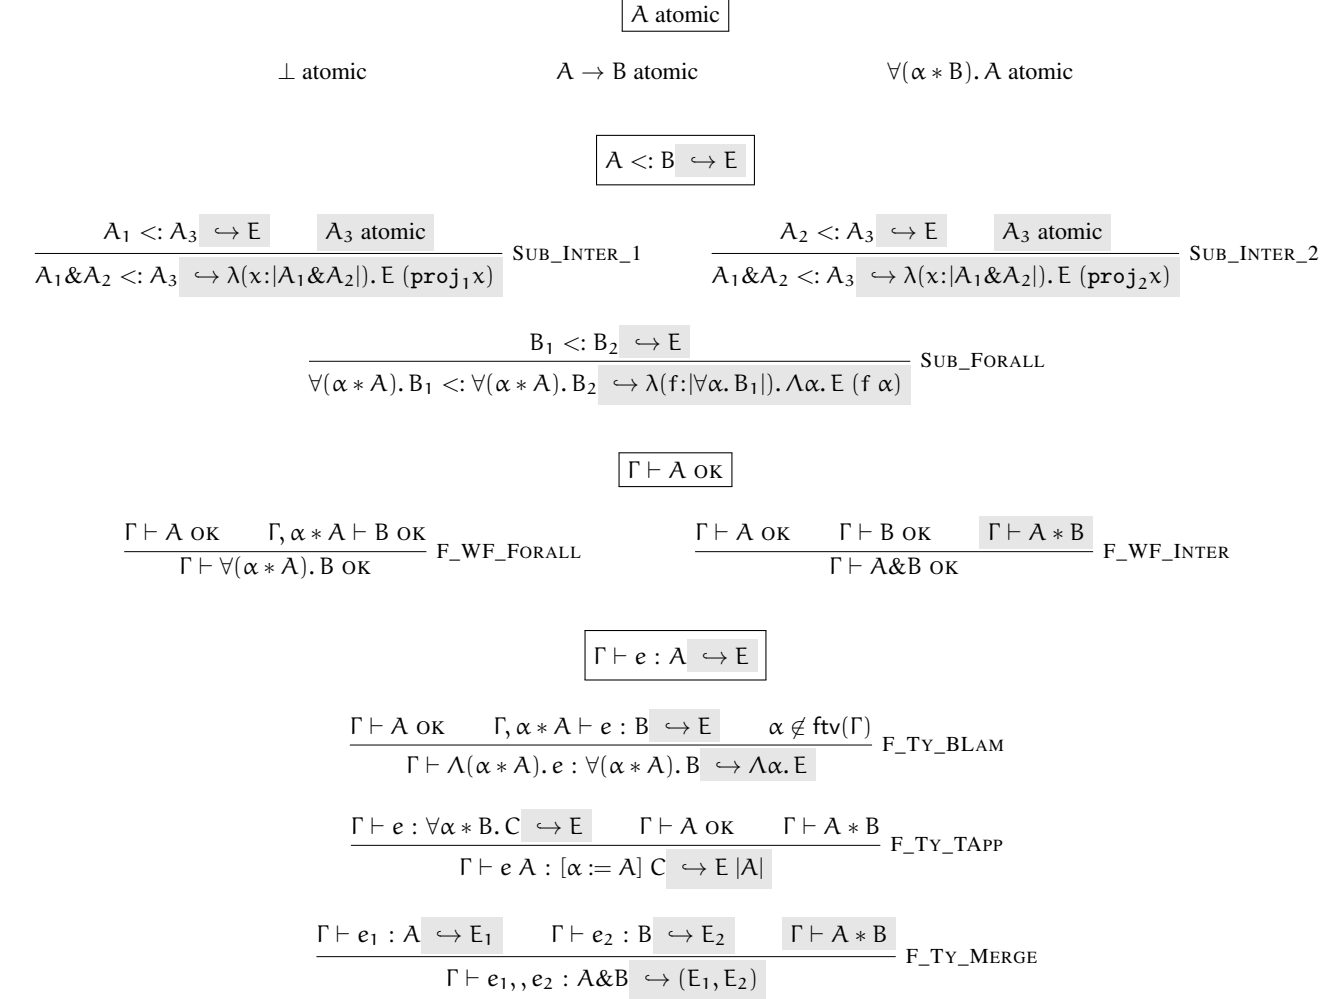 A atomic
⊥ atomic A → B atomic ∀(α ∗ B). A atomic
A <: B ↪ E
A₁ <: A₃ ↪ E A₃ atomic
A₁&A₂ <: A₃ ↪ λ(x:|A₁&A₂|). E (proj₁x) SUB_INTER_1
A₂ <: A₃ ↪ E A₃ atomic
A₁&A₂ <: A₃ ↪ λ(x:|A₁&A₂|). E (proj₂x) SUB_INTER_2
B₁ <: B₂ ↪ E
∀(α ∗ A). B₁ <: ∀(α ∗ A). B₂ ↪ λ(f:|∀α. B₁|). Λα. E (f α) SUB_FORALL
Γ ⊢ A OK
Γ ⊢ A OK Γ, α ∗ A ⊢ B OK
Γ ⊢ ∀(α ∗ A). B OK F_WF_FORALL
Γ ⊢ A OK Γ ⊢ B OK Γ ⊢ A ∗ B
Γ ⊢ A&B OK F_WF_INTER
Γ ⊢ e : A ↪ E
Γ ⊢ A OK Γ, α ∗ A ⊢ e : B ↪ E α ∉ ftv(Γ)
Γ ⊢ Λ(α ∗ A). e : ∀(α ∗ A). B ↪ Λα. E F_TY_BLAM
Γ ⊢ e : ∀α ∗ B. C ↪ E Γ ⊢ A OK Γ ⊢ A ∗ B
Γ ⊢ e A : [α := A] C ↪ E |A| F_TY_TAPP
Γ ⊢ e₁ : A ↪ E₁ Γ ⊢ e₂ : B ↪ E₂ Γ ⊢ A ∗ B
Γ ⊢ e₁, , e₂ : A&B ↪ (E₁, E₂) F_TY_MERGE